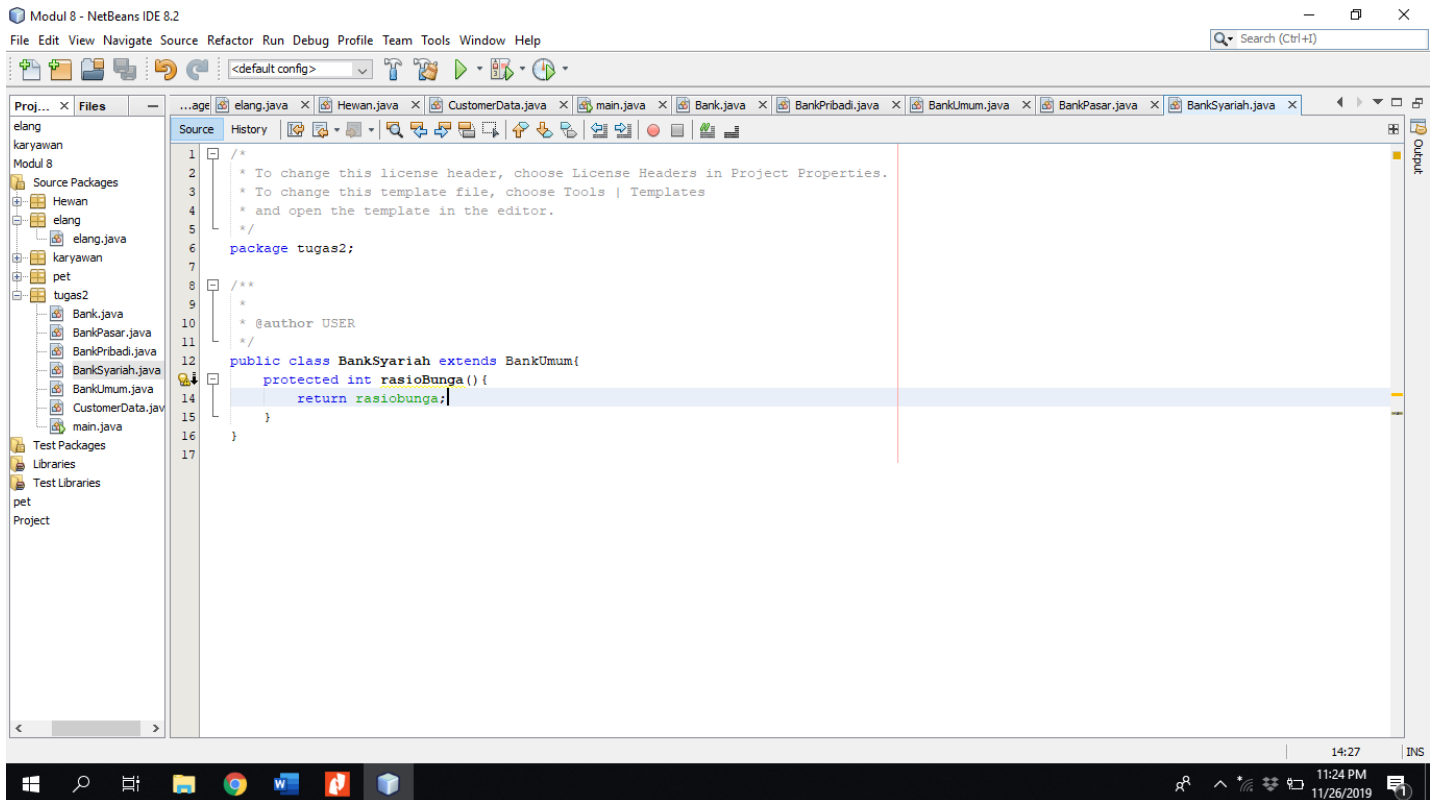 Modul 8 - NetBeans IDE 8.2
File Edit View Navigate Source Refactor Run Debug Profile Team Tools Window Help
Search (Ctrl+I)
<default config>
Proj... Files
...age elang.java Hewan.java CustomerData.java main.java Bank.java BankPribadi.java BankUmum.java BankPasar.java BankSyariah.java
Source History
elang
karyawan
Modul 8
Source Packages
Hewan
elang
elang.java
karyawan
pet
tugas2
Bank.java
BankPasar.java
BankPribadi.java
BankSyariah.java
BankUmum.java
CustomerData.jav
main.java
Test Packages
Libraries
Test Libraries
pet
Project
1 /*
2 * To change this license header, choose License Headers in Project Properties.
3 * To change this template file, choose Tools | Templates
4 * and open the template in the editor.
5 */
6 package tugas2;
7
8 /**
9 *
10 * @author USER
11 */
12 public class BankSyariah extends BankUmum{
protected int rasioBunga(){
14 return rasiobunga;
15 }
16 }
17
Output
14:27 INS
11:24 PM
11/26/2019
1